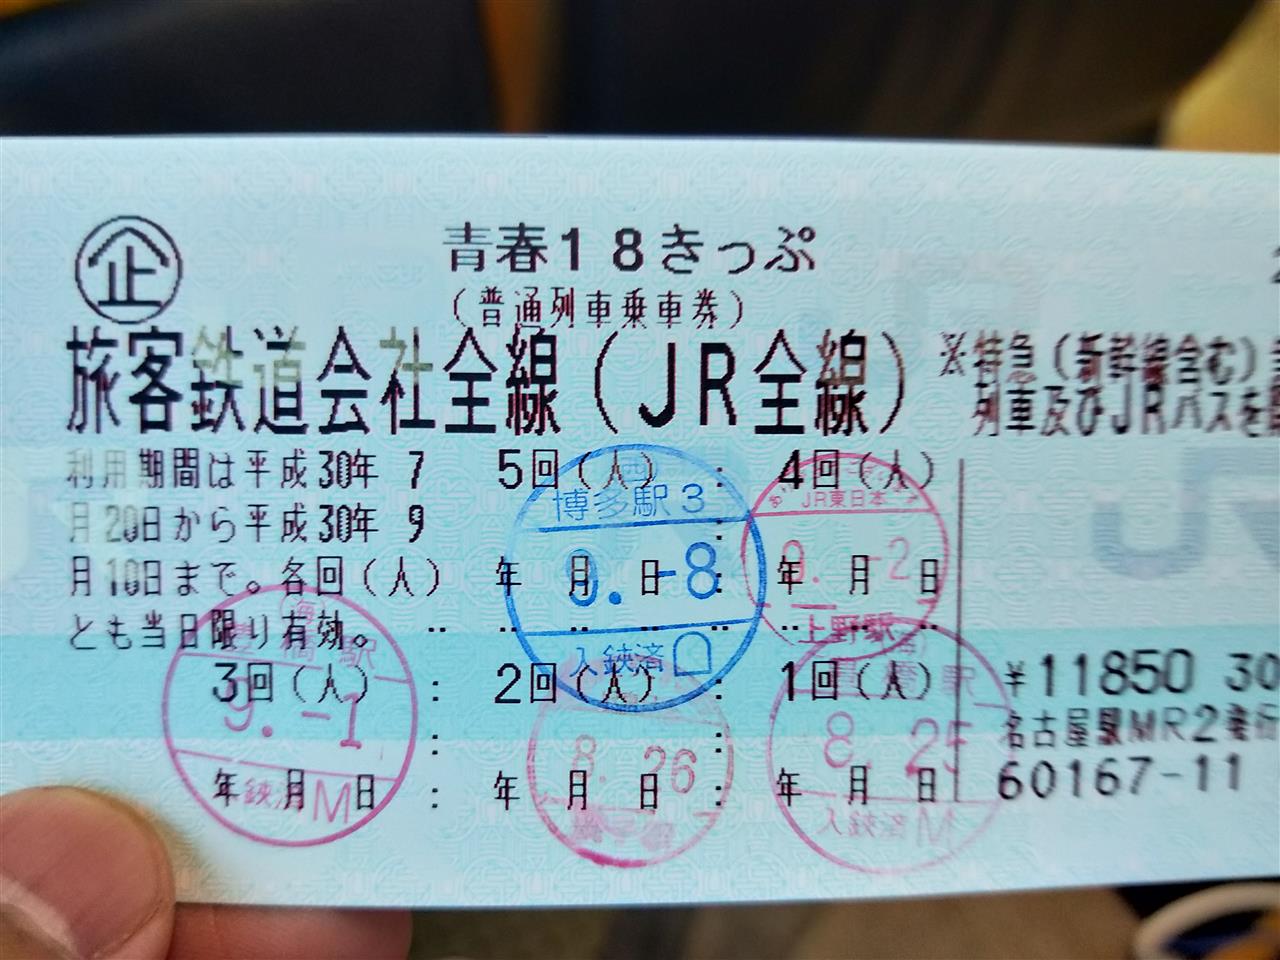 企
青春18きっぷ
(普通列車乗車券)
旅客鉄道会社全線(JR全線)
※特急(新幹線含む)
列車及びJRバスを
利用期間は平成30年 7
月20日から平成30年 9
月10日まで。各回(人)
とも当日限り有効。
5回(人) : 4回(人)
年 月 日 : 年 月 日
3回(人) : 2回(人) : 1回(人)
年 月 日 : 年 月 日 : 年 月 日
博多駅3
9.-8
入鋏済
JR東日本
9.-2
上野駅
駅
9.-1
鋏済M
8.26
駅
8.25
入鋏済M
¥11850 30
名古屋駅MR2発行
60167-11